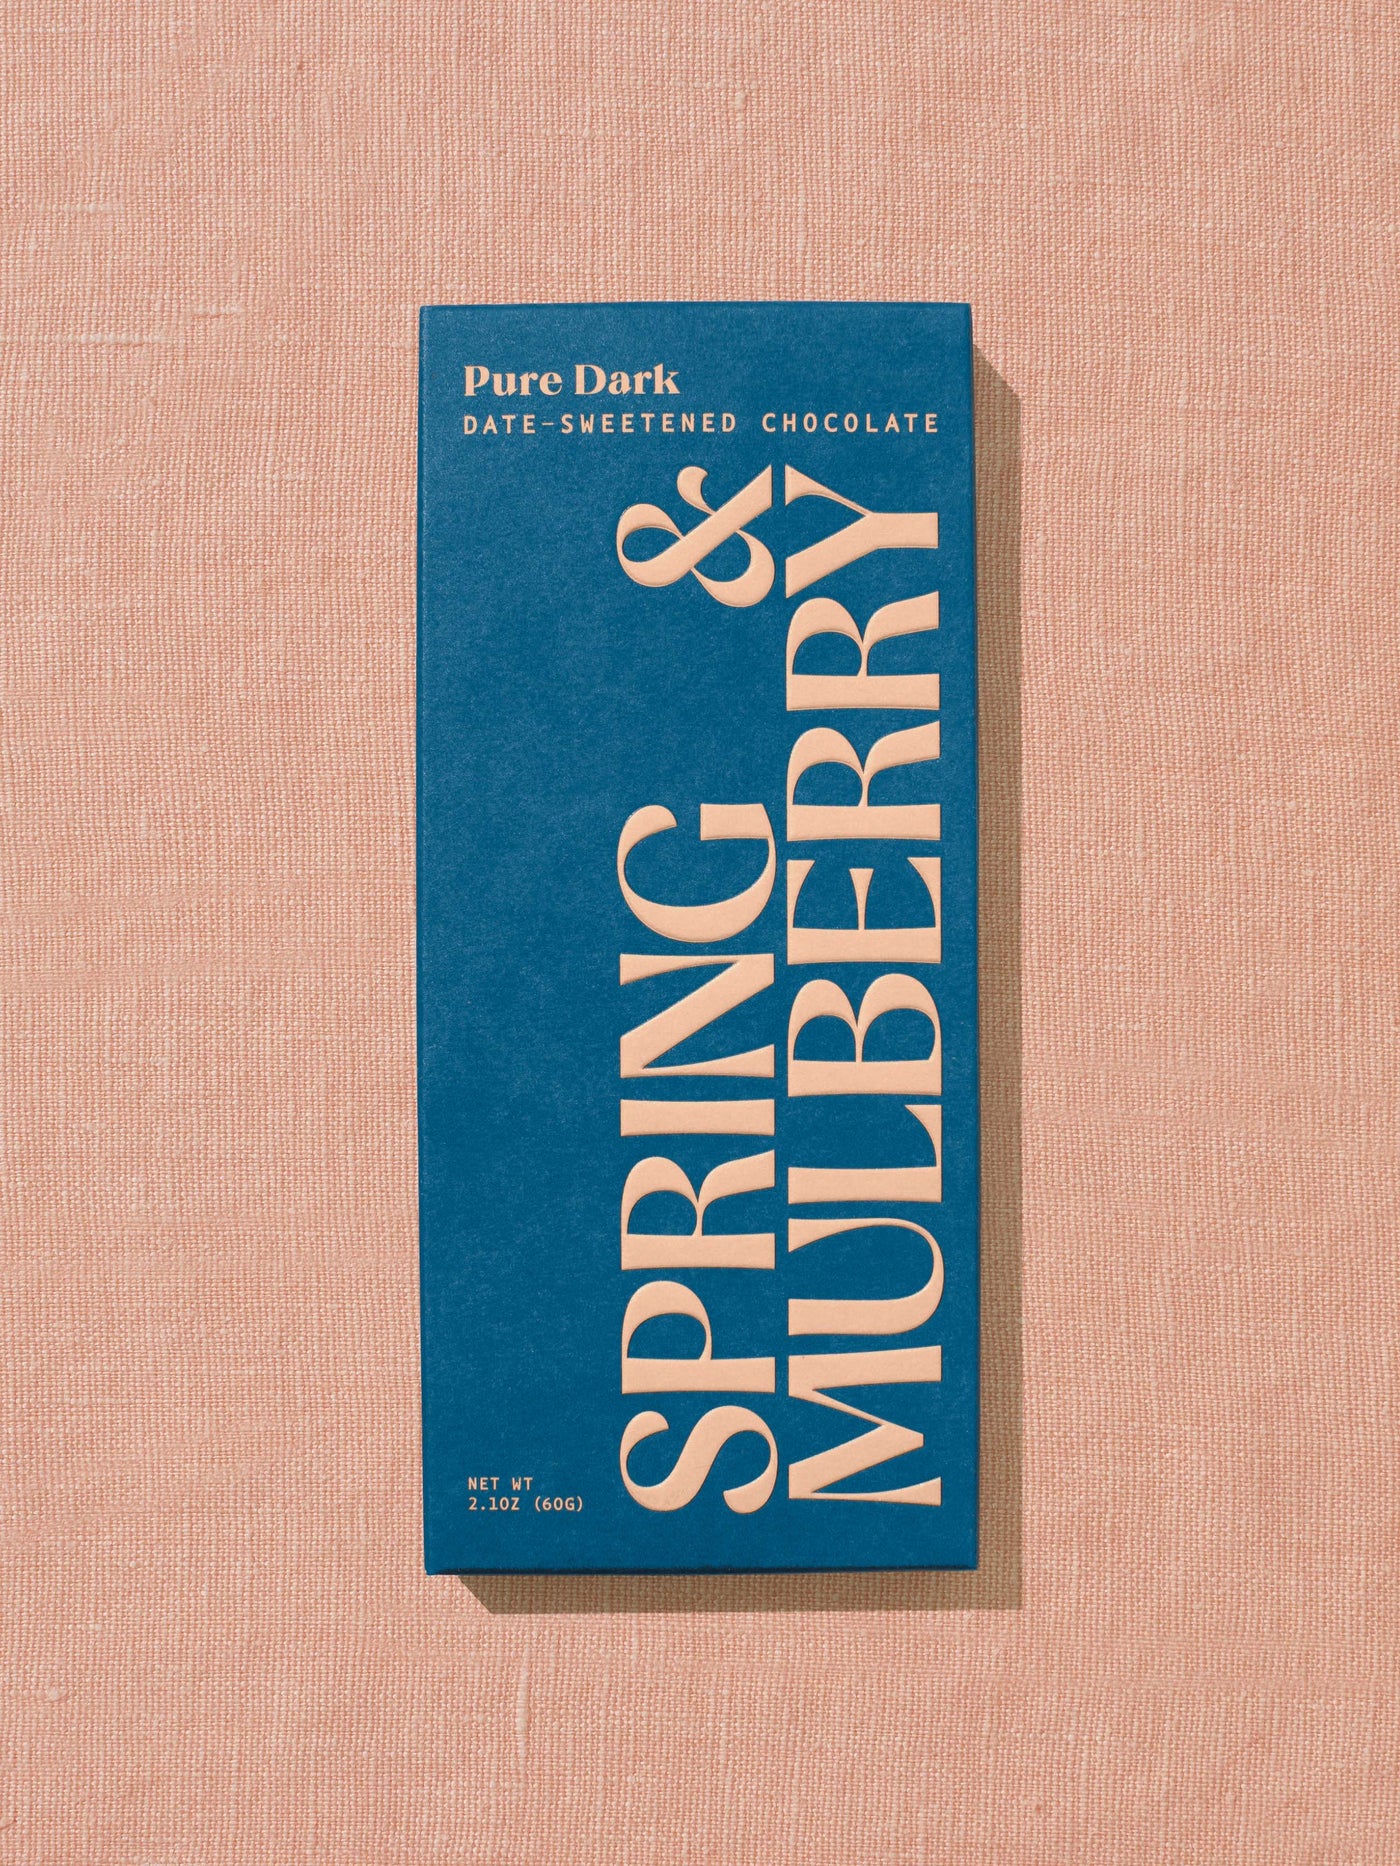 Pure Dark
DATE-SWEETENED CHOCOLATE
SPRING &
MULBERRY
NET WT
2.1OZ (60G)